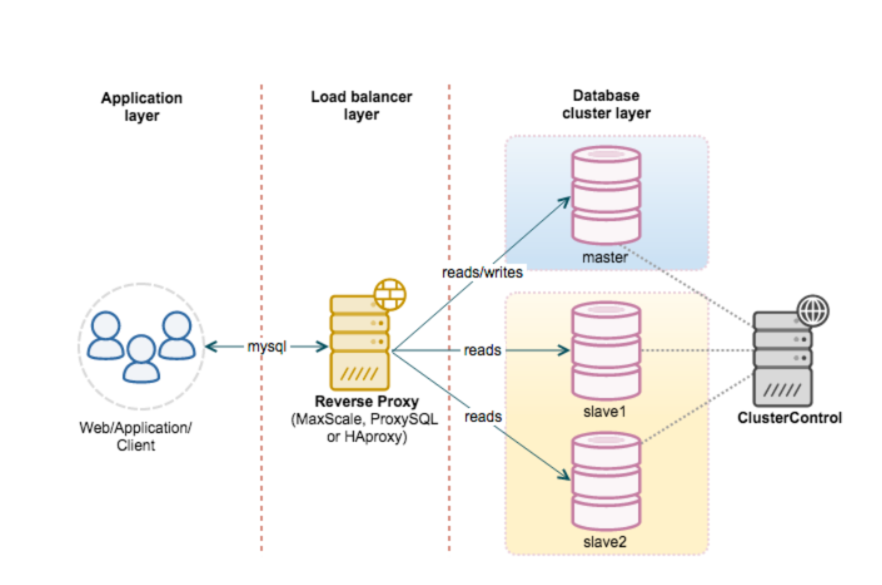 Application
layer
Load balancer
layer
Database
cluster layer
master
reads/writes
mysql
reads
reads
slave1
slave2
Reverse Proxy
(MaxScale, ProxySQL
or HAproxy)
Web/Application/
Client
ClusterControl